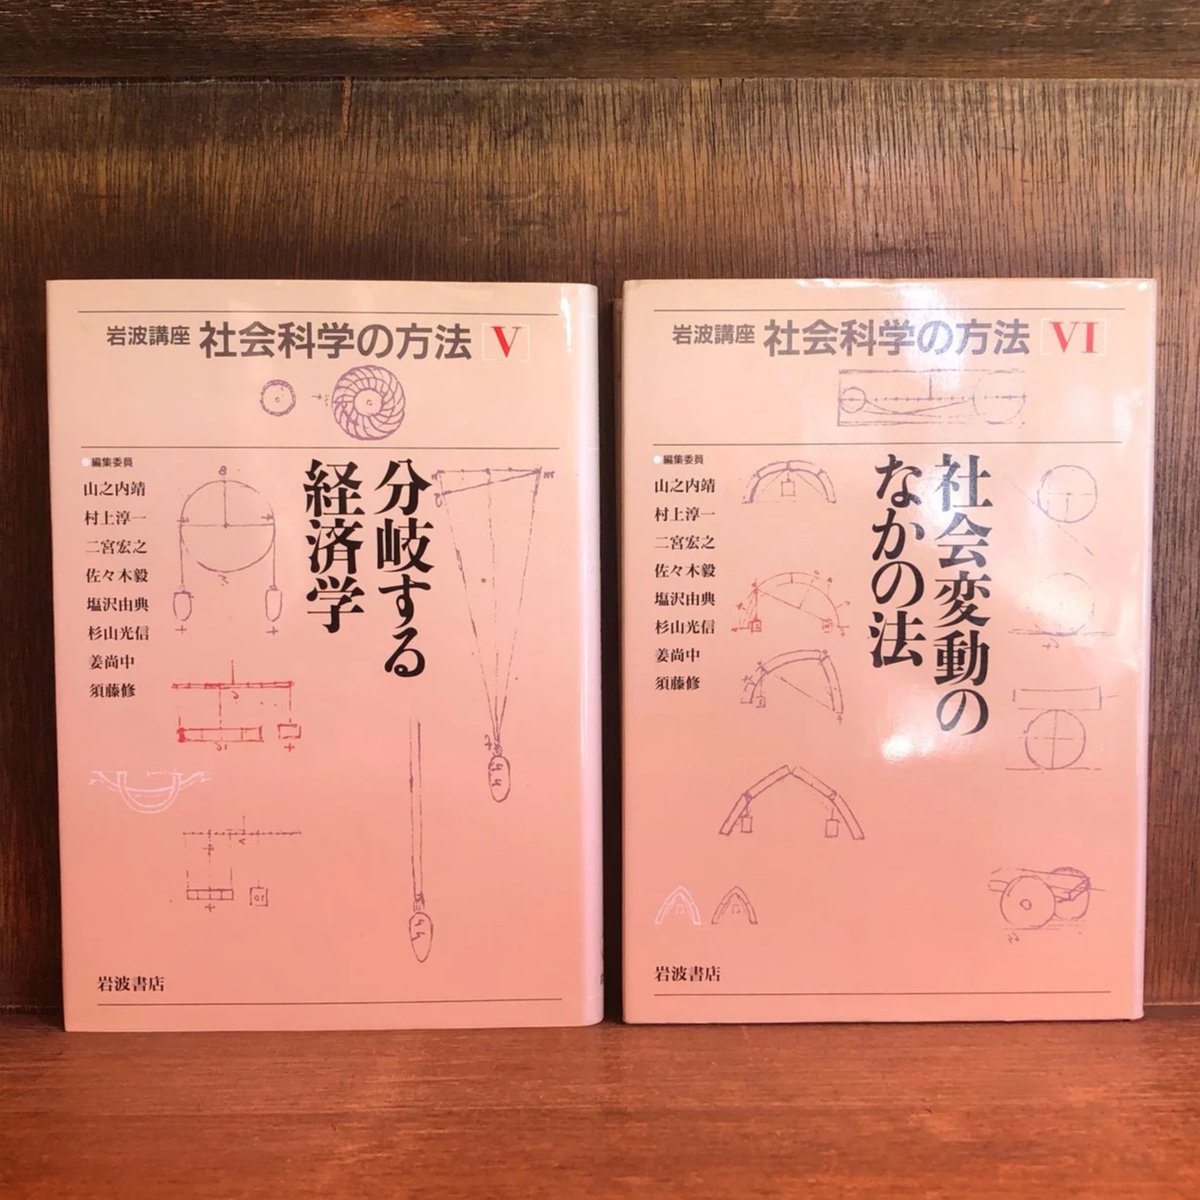 岩波講座 社会科学の方法 V
●編集委員
山之内靖
村上淳一
二宮宏之
佐々木毅
塩沢由典
杉山光信
姜尚中
須藤修
分岐する
経済学
岩波書店
岩波講座 社会科学の方法 VI
●編集委員
山之内靖
村上淳一
二宮宏之
佐々木毅
塩沢由典
杉山光信
姜尚中
須藤修
社会変動の
なかの法
岩波書店